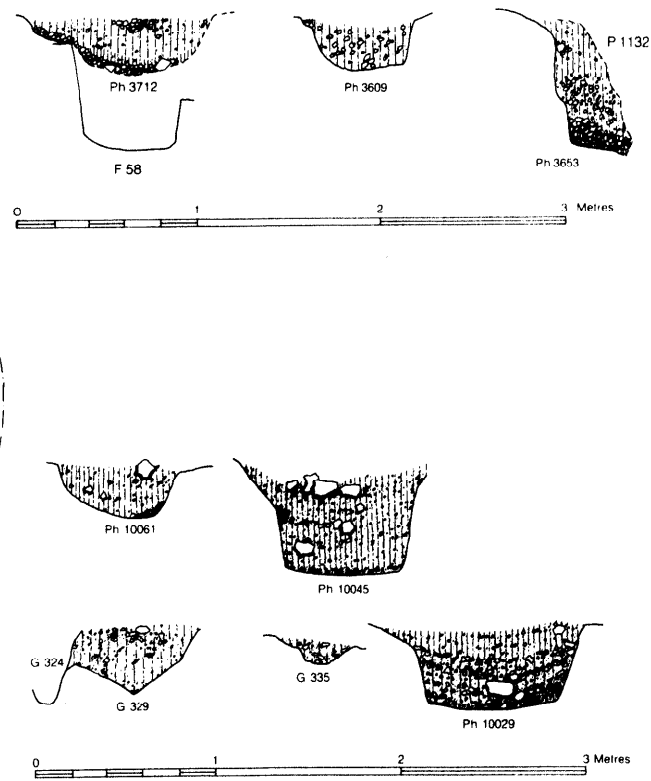 P 1132
Ph 3712
Ph 3609
Ph 3653
F 58
0 1 2 3 Metres
Ph 10061
Ph 10045
G 324
G 329
G 335
Ph 10029
0 1 2 3 Metres